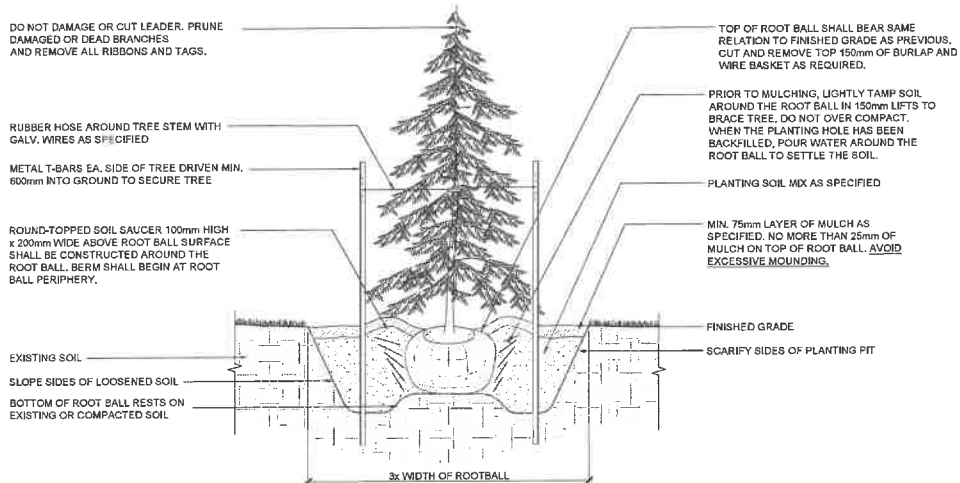 DO NOT DAMAGE OR CUT LEADER. PRUNE
DAMAGED OR DEAD BRANCHES
AND REMOVE ALL RIBBONS AND TAGS.
RUBBER HOSE AROUND TREE STEM WITH
GALV. WIRES AS SPECIFIED
METAL T-BARS EA. SIDE OF TREE DRIVEN MIN.
600mm INTO GROUND TO SECURE TREE
ROUND-TOPPED SOIL SAUCER 100mm HIGH
x 200mm WIDE ABOVE ROOT BALL SURFACE
SHALL BE CONSTRUCTED AROUND THE
ROOT BALL. BERM SHALL BEGIN AT ROOT
BALL PERIPHERY.
EXISTING SOIL
SLOPE SIDES OF LOOSENED SOIL
BOTTOM OF ROOT BALL RESTS ON
EXISTING OR COMPACTED SOIL
TOP OF ROOT BALL SHALL BEAR SAME
RELATION TO FINISHED GRADE AS PREVIOUS.
CUT AND REMOVE TOP 150mm OF BURLAP AND
WIRE BASKET AS REQUIRED.
PRIOR TO MULCHING, LIGHTLY TAMP SOIL
AROUND THE ROOT BALL IN 150mm LIFTS TO
BRACE TREE. DO NOT OVER COMPACT.
WHEN THE PLANTING HOLE HAS BEEN
BACKFILLED, POUR WATER AROUND THE
ROOT BALL TO SETTLE THE SOIL.
PLANTING SOIL MIX AS SPECIFIED
MIN. 75mm LAYER OF MULCH AS
SPECIFIED. NO MORE THAN 25mm OF
MULCH ON TOP OF ROOT BALL. AVOID
EXCESSIVE MOUNDING.
FINISHED GRADE
SCARIFY SIDES OF PLANTING PIT
3x WIDTH OF ROOTBALL